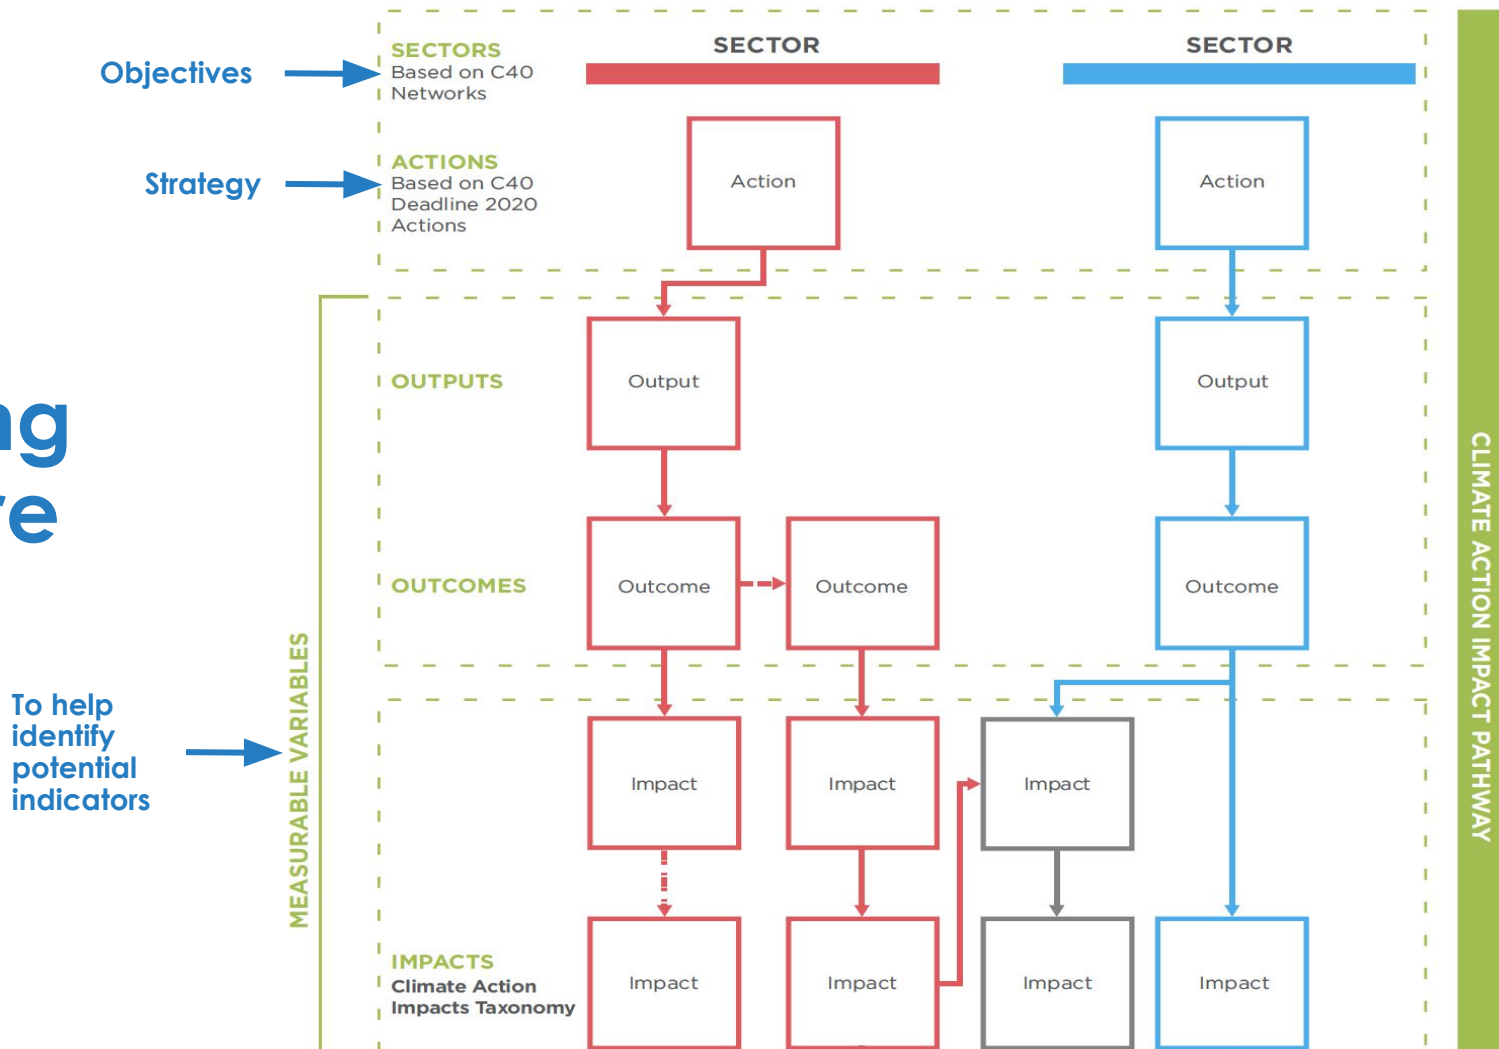 SECTOR
SECTOR
SECTORS
Based on C40
Networks
Objectives
ACTIONS
Based on C40
Deadline 2020
Actions
Strategy
Action
Action
OUTPUTS
Output
Output
OUTCOMES
Outcome
Outcome
Outcome
To help
identify
potential
indicators
MEASURABLE VARIABLES
Impact
Impact
Impact
IMPACTS
Climate Action
Impacts Taxonomy
Impact
Impact
Impact
Impact
CLIMATE ACTION IMPACT PATHWAY